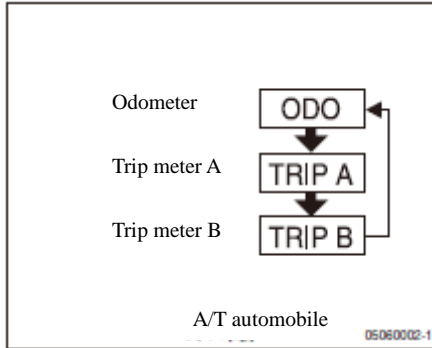 Odometer ODO
Trip meter A TRIP A
Trip meter B TRIP B
A/T automobile
05060002-1